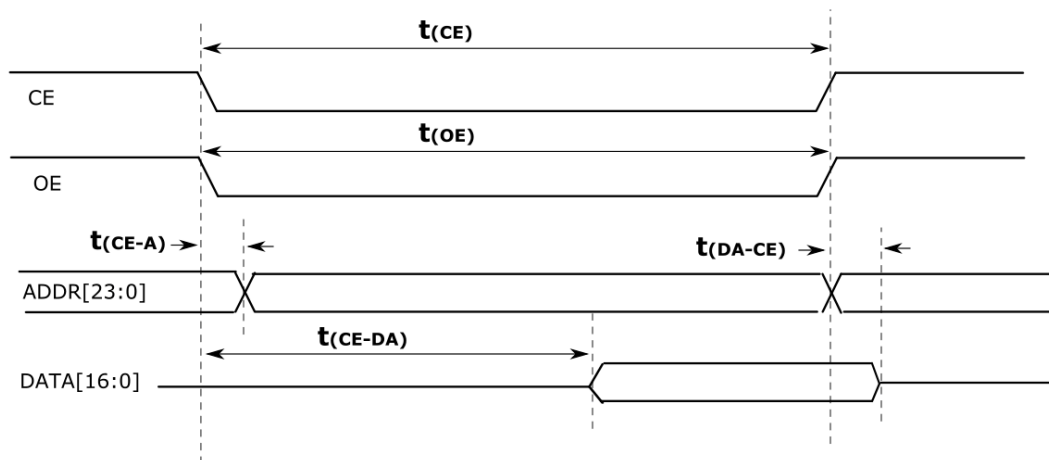 t(CE)
CE
t(OE)
OE
t(CE-A)
t(DA-CE)
ADDR[23:0]
t(CE-DA)
DATA[16:0]